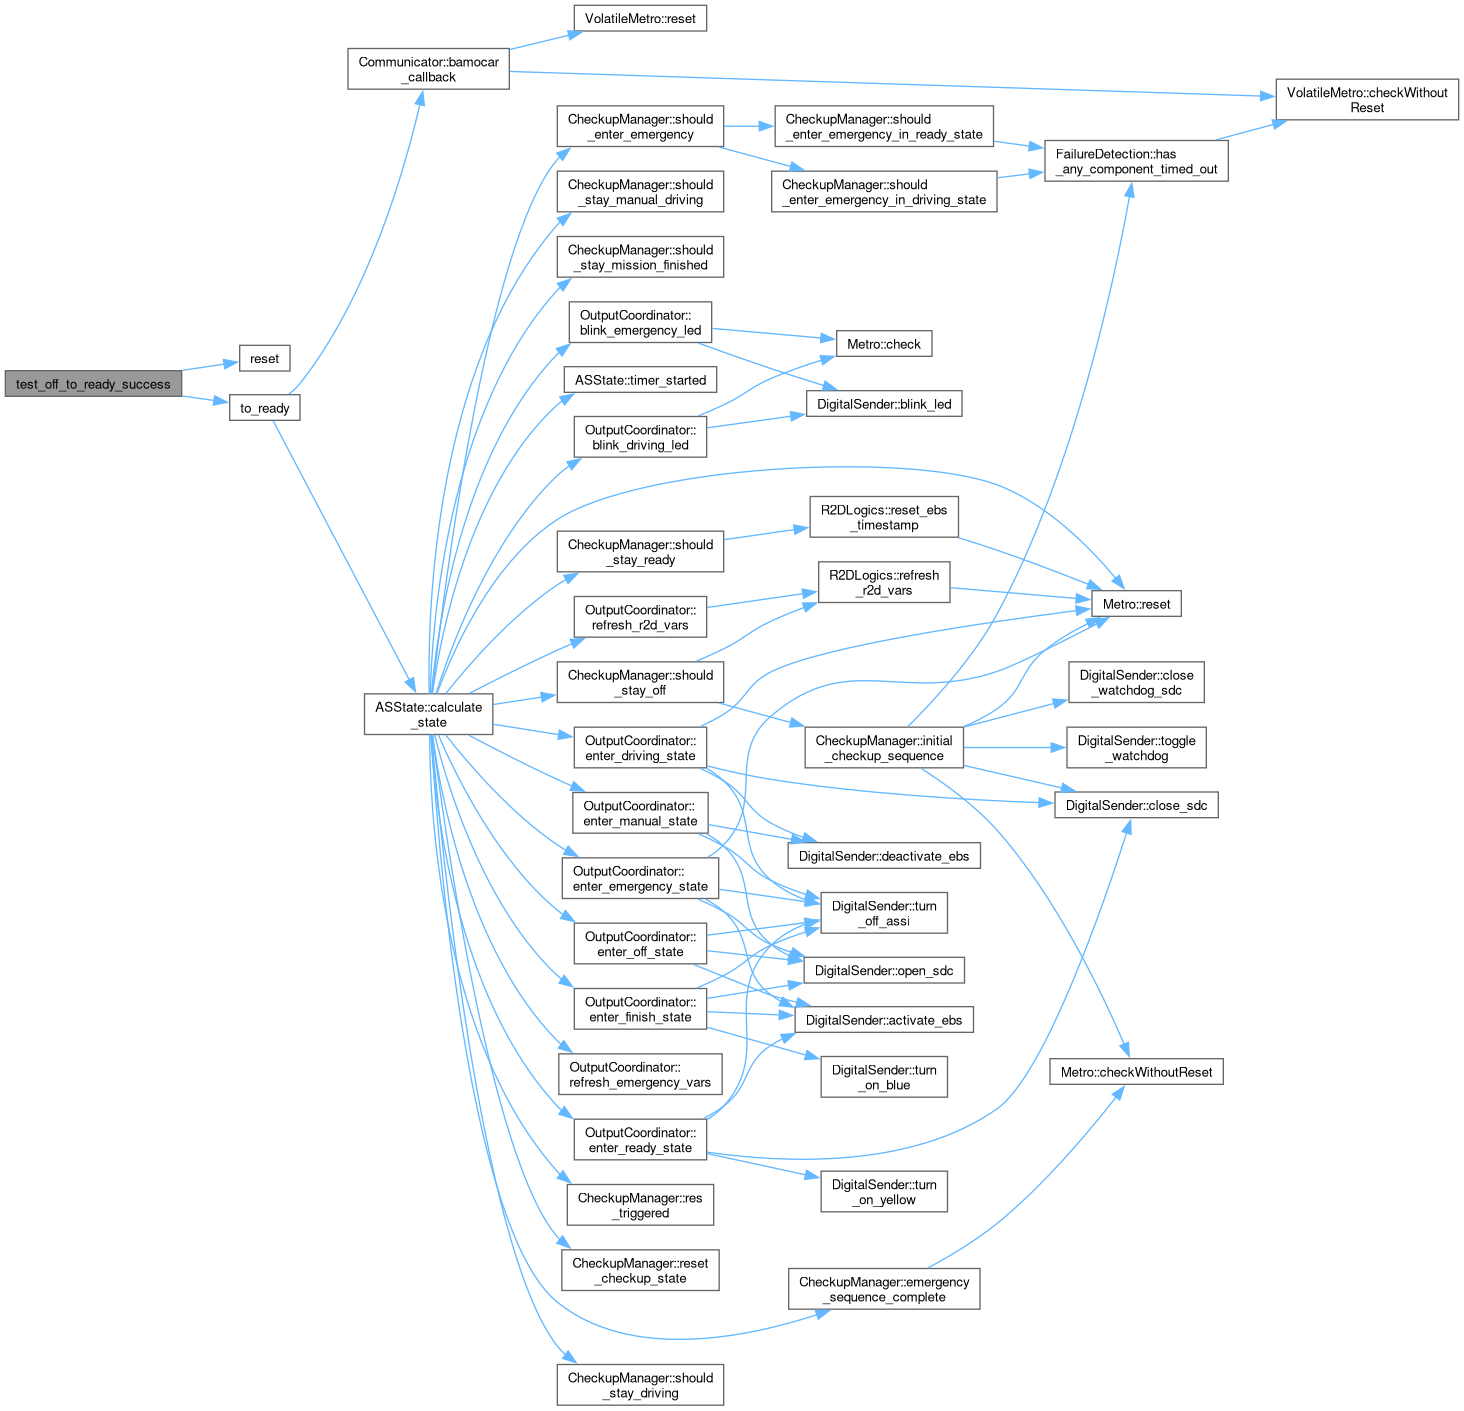 VolatileMetro::reset
Communicator::bamocar
_callback
VolatileMetro::checkWithout
Reset
CheckupManager::should
_enter_emergency
CheckupManager::should
_enter_emergency_in_ready_state
FailureDetection::has
_any_component_timed_out
CheckupManager::should
_stay_manual_driving
CheckupManager::should
_enter_emergency_in_driving_state
CheckupManager::should
_stay_mission_finished
OutputCoordinator::
blink_emergency_led
Metro::check
reset
test_off_to_ready_success
ASState::timer_started
to_ready
DigitalSender::blink_led
OutputCoordinator::
blink_driving_led
R2DLogics::reset_ebs
_timestamp
CheckupManager::should
_stay_ready
R2DLogics::refresh
_r2d_vars
Metro::reset
OutputCoordinator::
refresh_r2d_vars
CheckupManager::should
_stay_off
DigitalSender::close
_watchdog_sdc
ASState::calculate
_state
OutputCoordinator::
enter_driving_state
CheckupManager::initial
_checkup_sequence
DigitalSender::toggle
_watchdog
OutputCoordinator::
enter_manual_state
DigitalSender::close_sdc
DigitalSender::deactivate_ebs
OutputCoordinator::
enter_emergency_state
DigitalSender::turn
_off_assi
OutputCoordinator::
enter_off_state
DigitalSender::open_sdc
OutputCoordinator::
enter_finish_state
DigitalSender::activate_ebs
OutputCoordinator::
refresh_emergency_vars
DigitalSender::turn
_on_blue
Metro::checkWithoutReset
OutputCoordinator::
enter_ready_state
DigitalSender::turn
_on_yellow
CheckupManager::res
_triggered
CheckupManager::reset
_checkup_state
CheckupManager::emergency
_sequence_complete
CheckupManager::should
_stay_driving